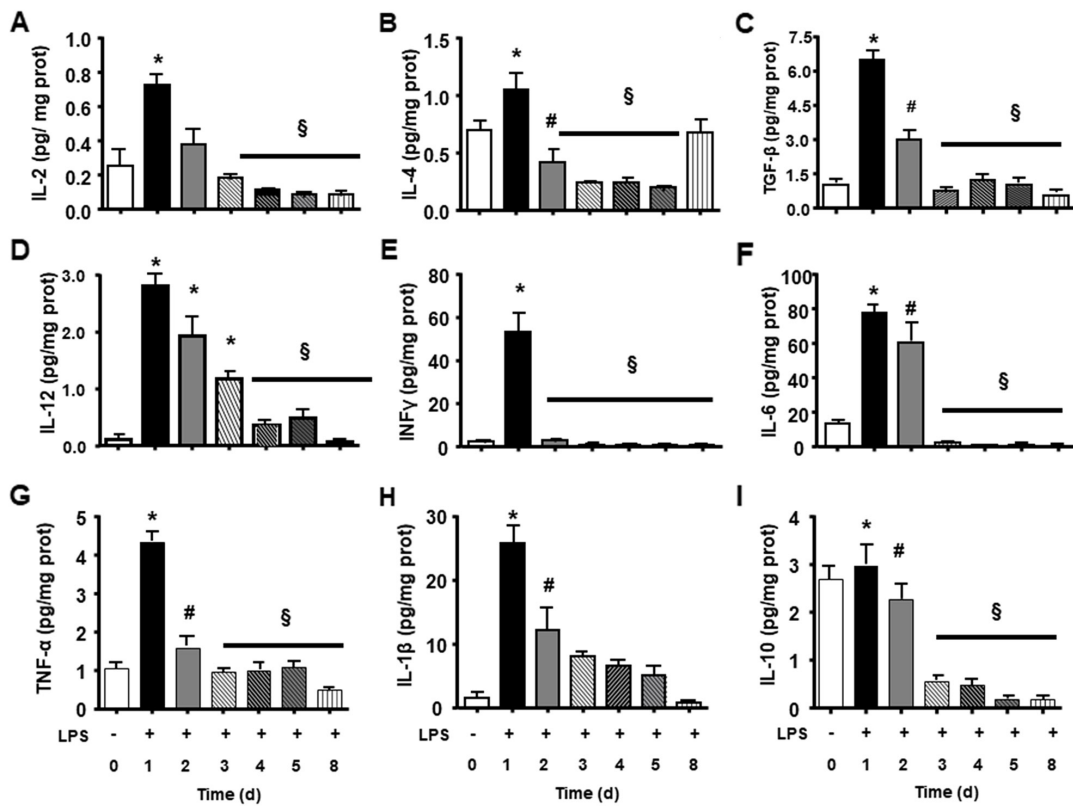 A
IL-2 (pg/ mg prot)
1.0
0.8
0.6
0.4
0.2
0.0
*
§
B
IL-4 (pg/mg prot)
1.5
1.0
0.5
0.0
*
#
§
C
TGF-β (pg/mg prot)
7.5
6.0
4.5
3.0
1.5
0.0
*
#
§
D
IL-12 (pg/mg prot)
3.0
2.0
1.0
0.0
*
*
*
§
E
INFγ (pg/mg prot)
80
60
40
20
0
*
§
F
IL-6 (pg/mg prot)
100
80
60
40
20
0
*
#
§
G
TNF-α (pg/mg prot)
5
4
3
2
1
0
*
#
§
LPS - + + + + + +
0 1 2 3 4 5 8
Time (d)
H
IL-1β (pg/mg prot)
30
20
10
0
*
#
- + + + + + +
0 1 2 3 4 5 8
Time (d)
I
IL-10 (pg/mg prot)
4
3
2
1
0
*
#
§
LPS - + + + + + +
0 1 2 3 4 5 8
Time (d)